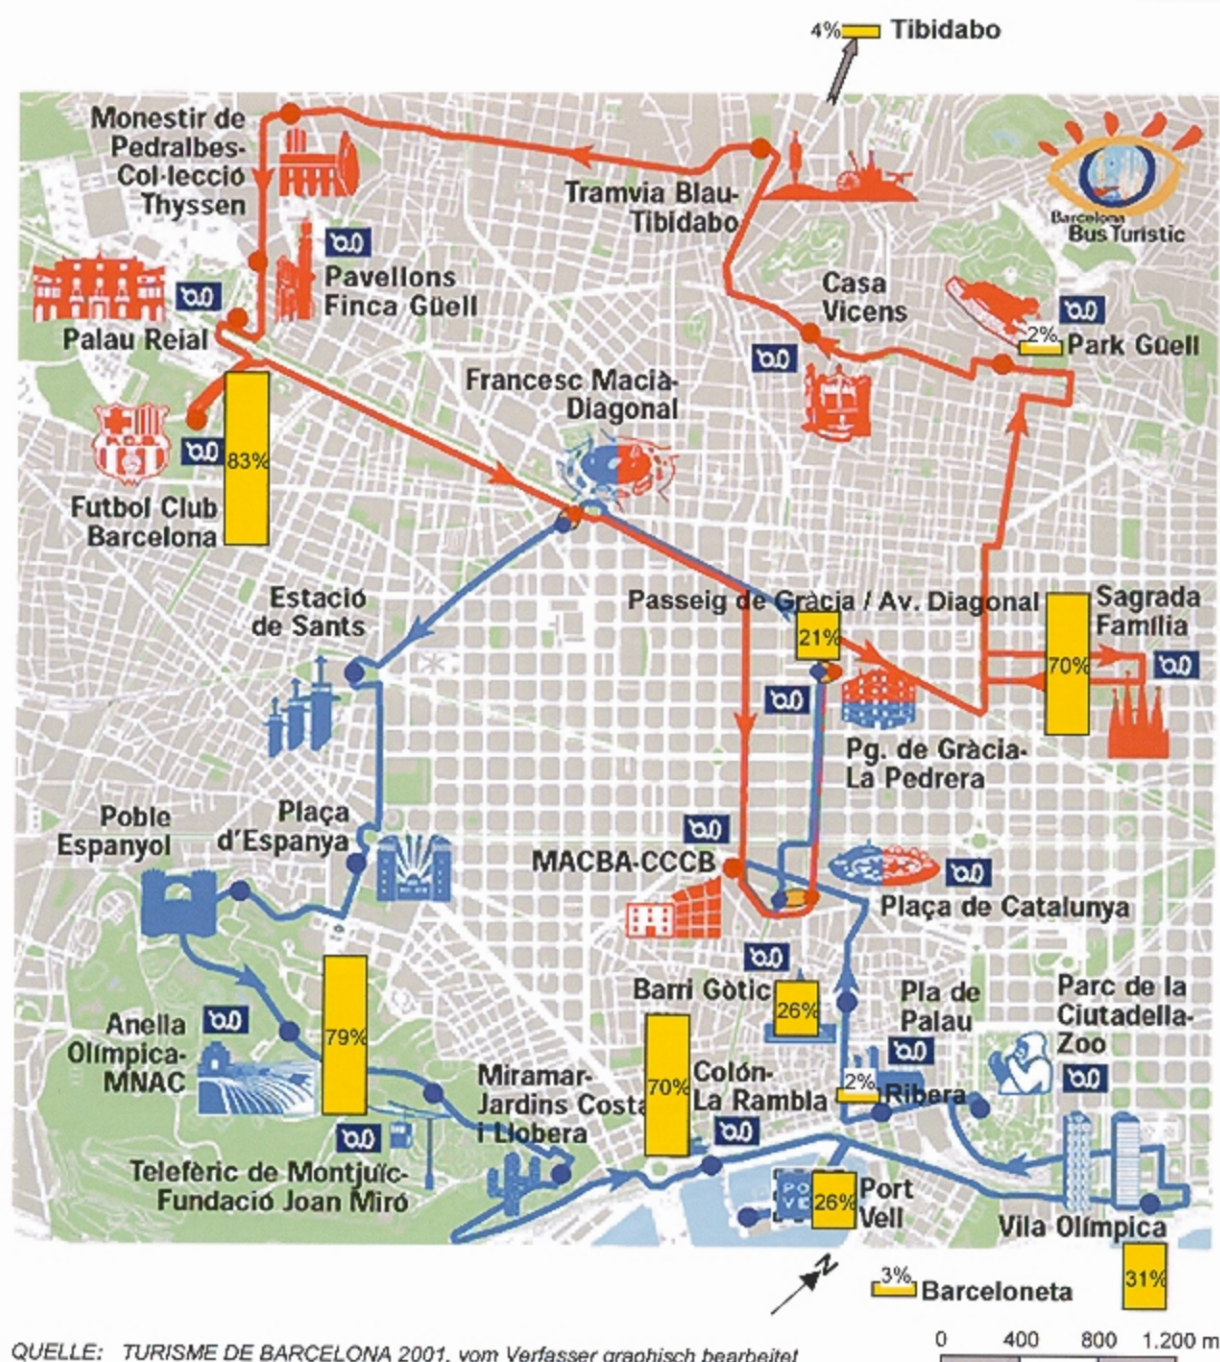 4% Tibidabo
Monestir de
Pedralbes-
Col·lecció
Thyssen
Tramvia Blau-
Tibidabo
Barcelona
Bus Turístic
Pavellons
Finca Güell
Palau Reial
Casa
Vicens
2% Park Güell
Francesc Macià-
Diagonal
F.C.B.
83%
Futbol Club
Barcelona
Estació
de Sants
Passeig de Gràcia / Av. Diagonal
21%
Sagrada
Família
70%
Pg. de Gràcia-
La Pedrera
Poble
Espanyol
Plaça
d'Espanya
MACBA-CCCB
Plaça de Catalunya
Barri Gòtic
26%
Pla de
Palau
Parc de la
Ciutadella-
Zoo
Anella
Olímpica-
MNAC
79%
Miramar-
Jardins Costa
i Llobera
70%
Colón-
La Rambla
2% Ribera
Telefèric de Montjuïc-
Fundació Joan Miró
26%
Port
Vell
Vila Olímpica
31%
N
3% Barceloneta
0 400 800 1.200 m
QUELLE: TURISME DE BARCELONA 2001, vom Verfasser graphisch bearbeitet